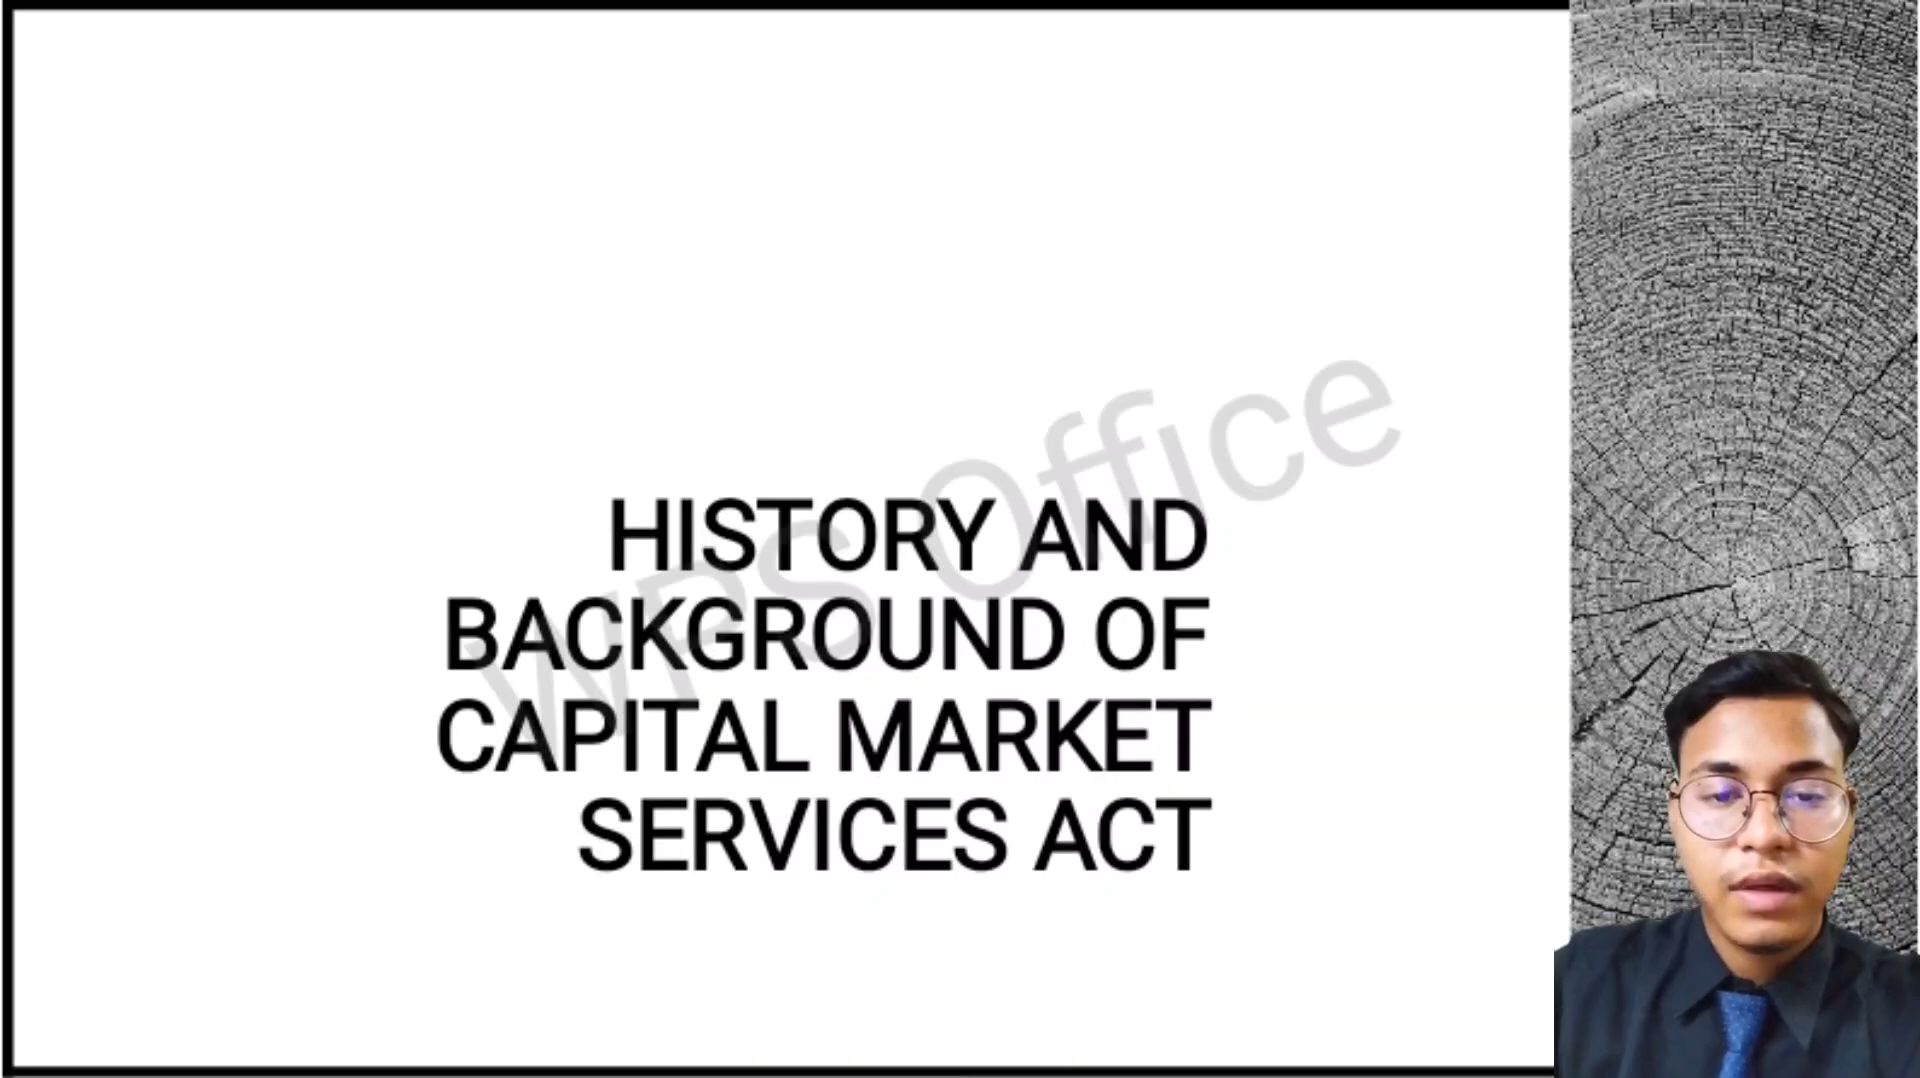 HISTORY AND
BACKGROUND OF
CAPITAL MARKET
SERVICES ACT
WPS Office